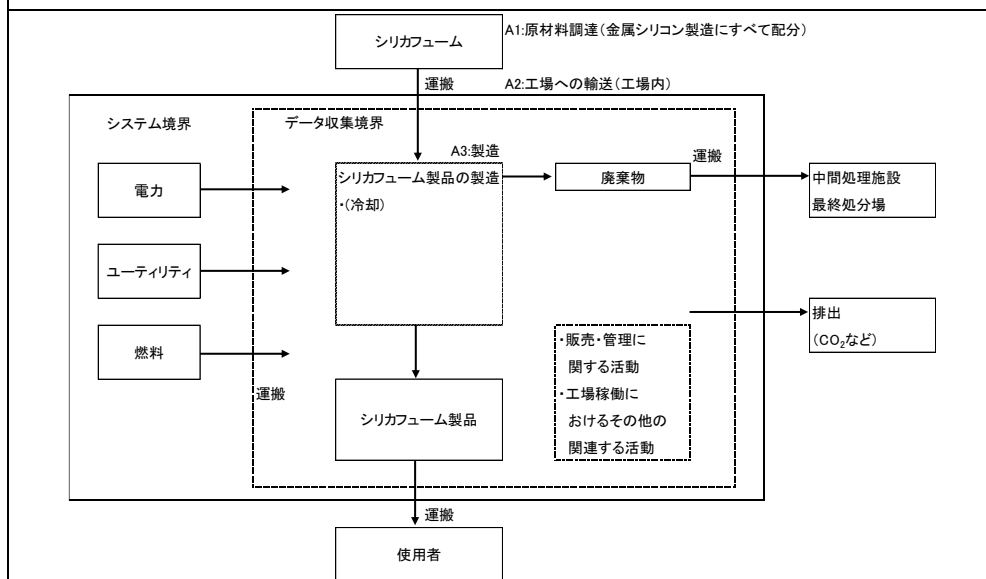 シリカフューム
A1:原材料調達(金属シリコン製造にすべて配分)
運搬
A2:工場への輸送(工場内)
システム境界
データ収集境界
A3:製造
運搬
電力
シリカフューム製品の製造
・(冷却)
廃棄物
中間処理施設
最終処分場
ユーティリティ
排出
(CO₂など)
燃料
運搬
・販売・管理に
関する活動
・工場稼働に
おけるその他の
関連する活動
シリカフューム製品
運搬
使用者